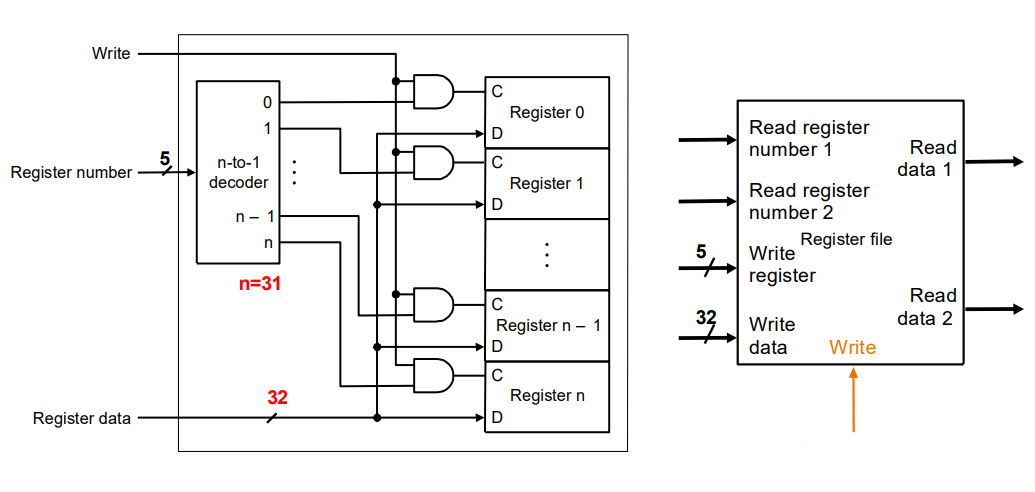 Write
0
1
n-to-1
decoder
n – 1
n
n=31
5
Register number
32
Register data
C
Register 0
D
C
Register 1
D
C
Register n – 1
D
C
Register n
D
Read register
number 1
Read register
number 2
Register file
5
Write
register
32
Write
data
Write
Read
data 1
Read
data 2